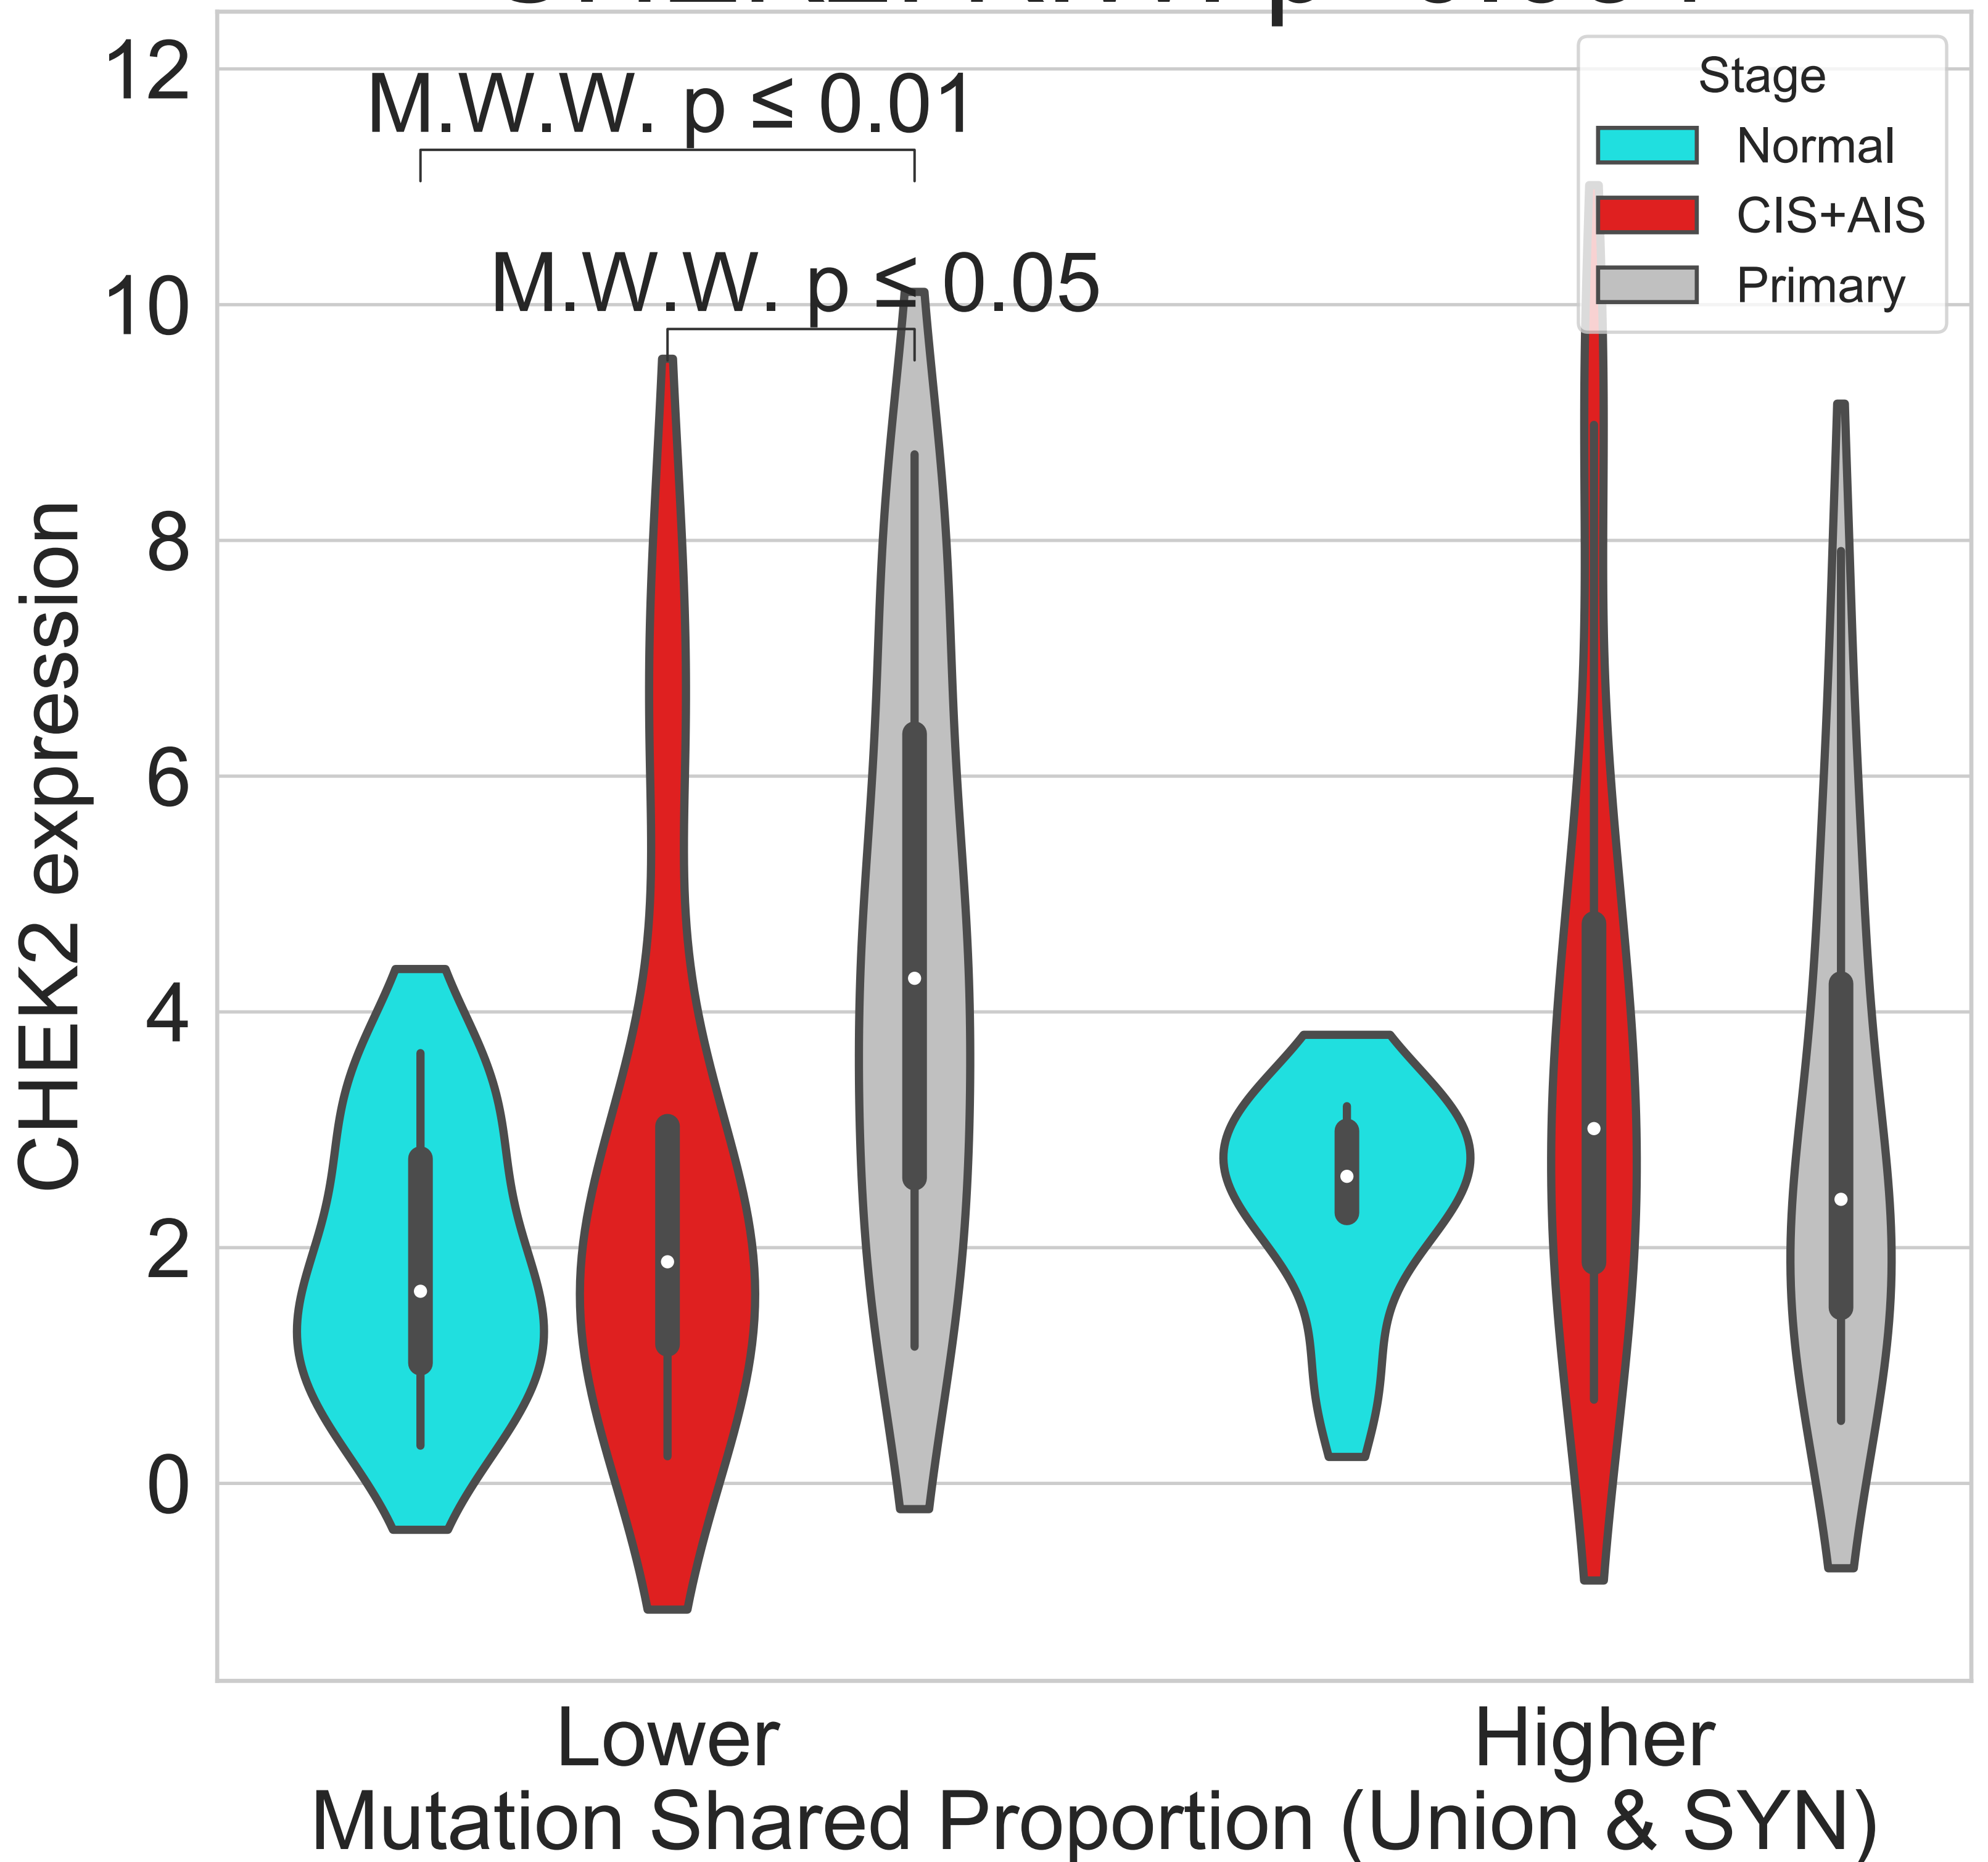 M.W.W. p ≤ 0.01
M.W.W. p ≤ 0.05
Stage
Normal
CIS+AIS
Primary
12
10
8
6
4
2
0
CHEK2 expression
Lower
Higher
Mutation Shared Proportion (Union & SYN)